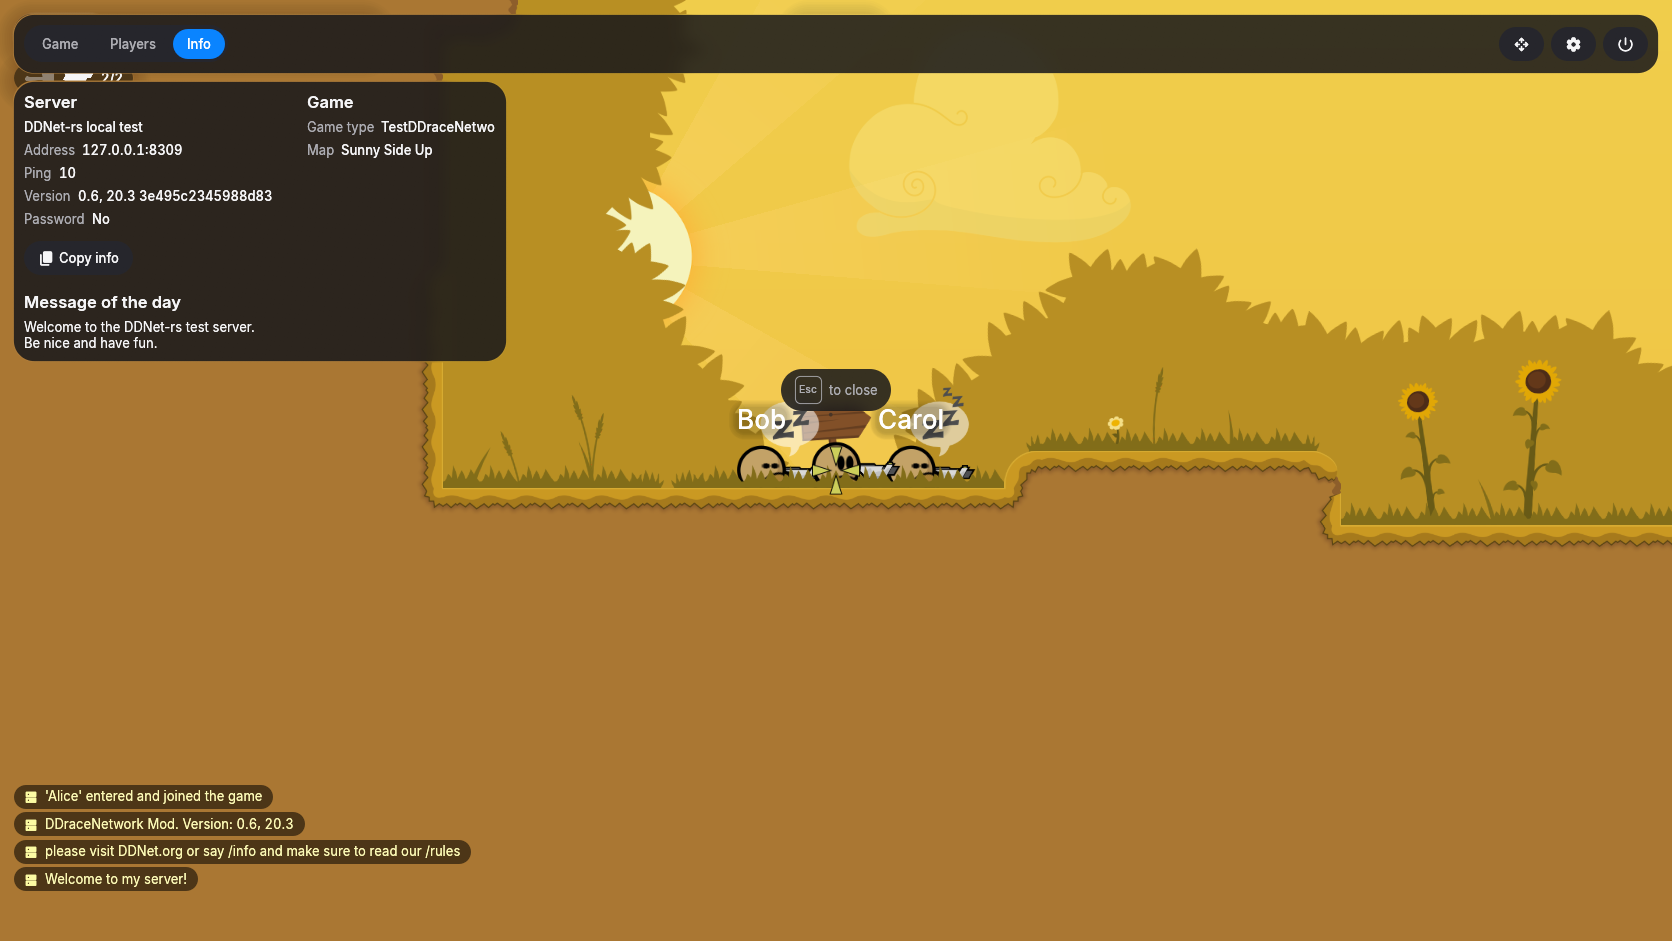 Game Players Info
2/2
Server
DDNet-rs local test
Address 127.0.0.1:8309
Ping 10
Version 0.6, 20.3 3e495c2345988d83
Password No
Copy info
Game
Game type TestDDraceNetwo
Map Sunny Side Up
Message of the day
Welcome to the DDNet-rs test server.
Be nice and have fun.
Esc to close
Bob
Carol
'Alice' entered and joined the game
DDraceNetwork Mod. Version: 0.6, 20.3
please visit DDNet.org or say /info and make sure to read our /rules
Welcome to my server!